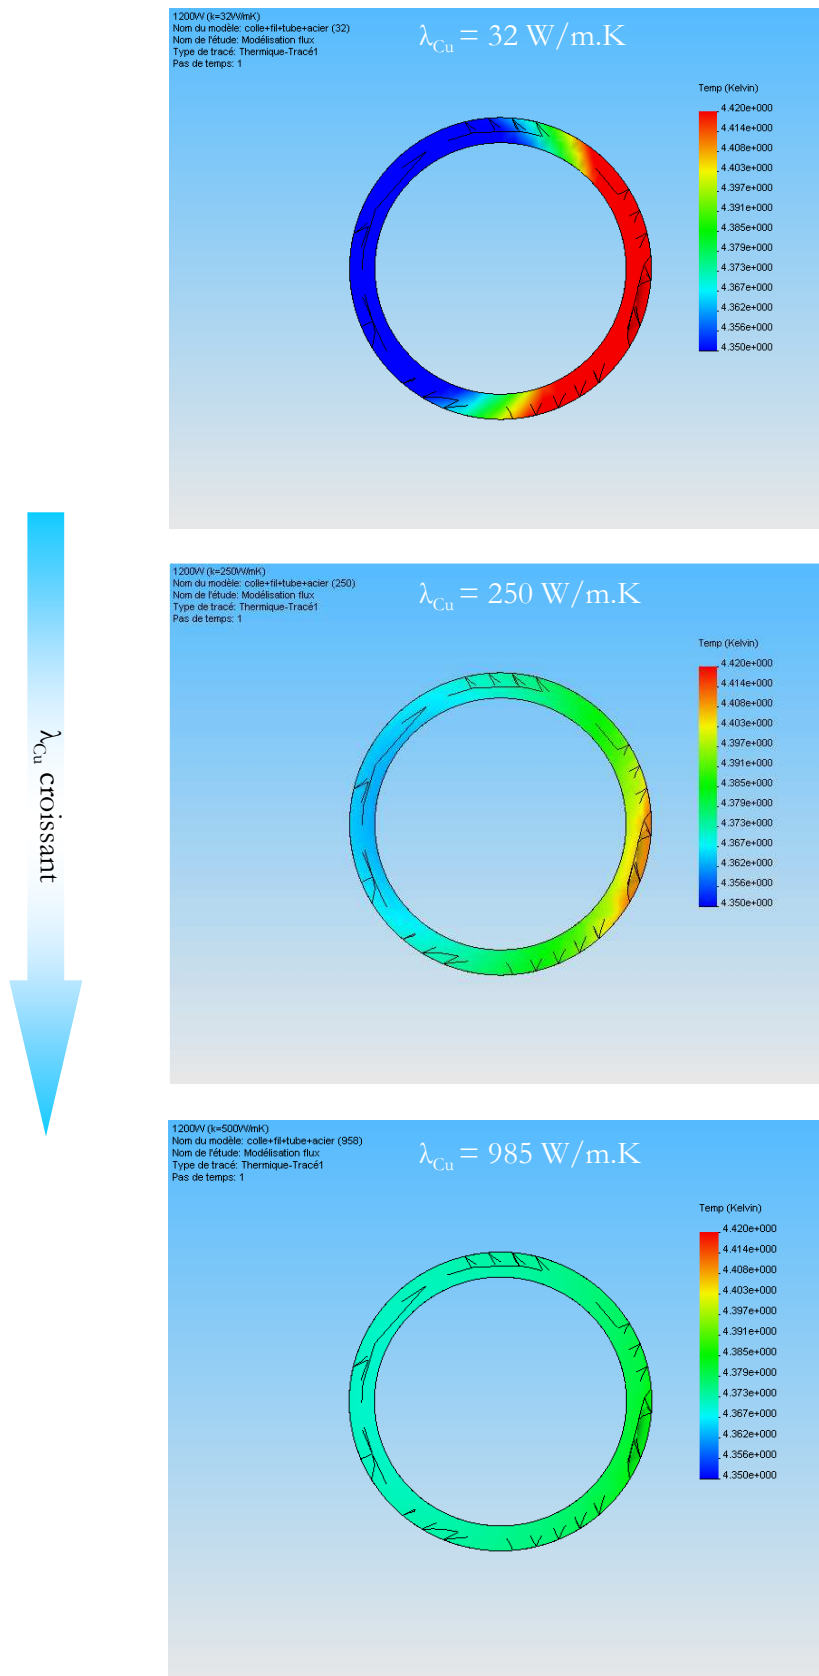 1200W (k=32W/mK)
Nom du modèle: colle+fil+tube+acier (32)
Nom de l'étude: Modélisation flux
Type de tracé: Thermique-Tracé1
Pas de temps: 1
λCu = 32 W/m.K
Temp (Kelvin)
4.420e+000
4.414e+000
4.408e+000
4.403e+000
4.397e+000
4.391e+000
4.385e+000
4.379e+000
4.373e+000
4.367e+000
4.362e+000
4.356e+000
4.350e+000
λCu croissant
1200W (k=250W/mK)
Nom du modèle: colle+fil+tube+acier (250)
Nom de l'étude: Modélisation flux
Type de tracé: Thermique-Tracé1
Pas de temps: 1
λCu = 250 W/m.K
Temp (Kelvin)
4.420e+000
4.414e+000
4.408e+000
4.403e+000
4.397e+000
4.391e+000
4.385e+000
4.379e+000
4.373e+000
4.367e+000
4.362e+000
4.356e+000
4.350e+000
1200W (k=500W/mK)
Nom du modèle: colle+fil+tube+acier (958)
Nom de l'étude: Modélisation flux
Type de tracé: Thermique-Tracé1
Pas de temps: 1
λCu = 985 W/m.K
Temp (Kelvin)
4.420e+000
4.414e+000
4.408e+000
4.403e+000
4.397e+000
4.391e+000
4.385e+000
4.379e+000
4.373e+000
4.367e+000
4.362e+000
4.356e+000
4.350e+000